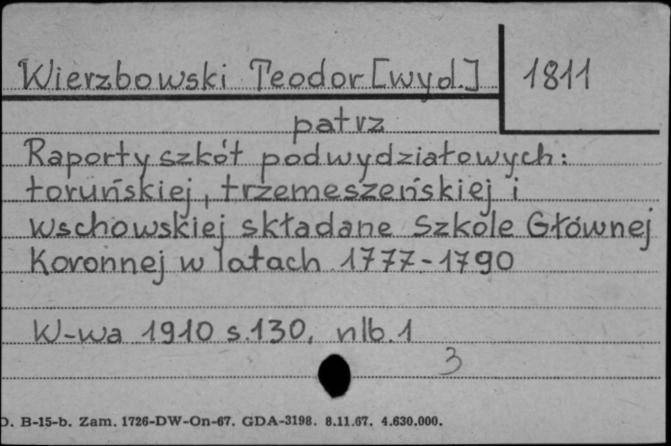 Wierzbowski Teodor [wyd.] 1811
patrz
Raporty szkół podwydziałowych:
toruńskiej, trzemeszeńskiej i
wschowskiej składane Szkole Głównej
Koronnej w latach 1777-1790
W-wa 1910 s.130, nlb.1
3
D. B-15-b. Zam. 1726-DW-On-67. GDA-3198. 8.11.67. 4.630.000.